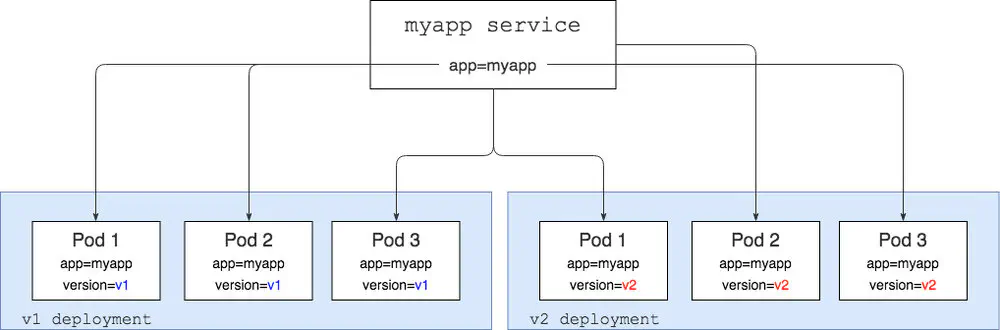 myapp service
app=myapp
Pod 1
app=myapp
version=v1
Pod 2
app=myapp
version=v1
Pod 3
app=myapp
version=v1
v1 deployment
Pod 1
app=myapp
version=v2
Pod 2
app=myapp
version=v2
Pod 3
app=myapp
version=v2
v2 deployment